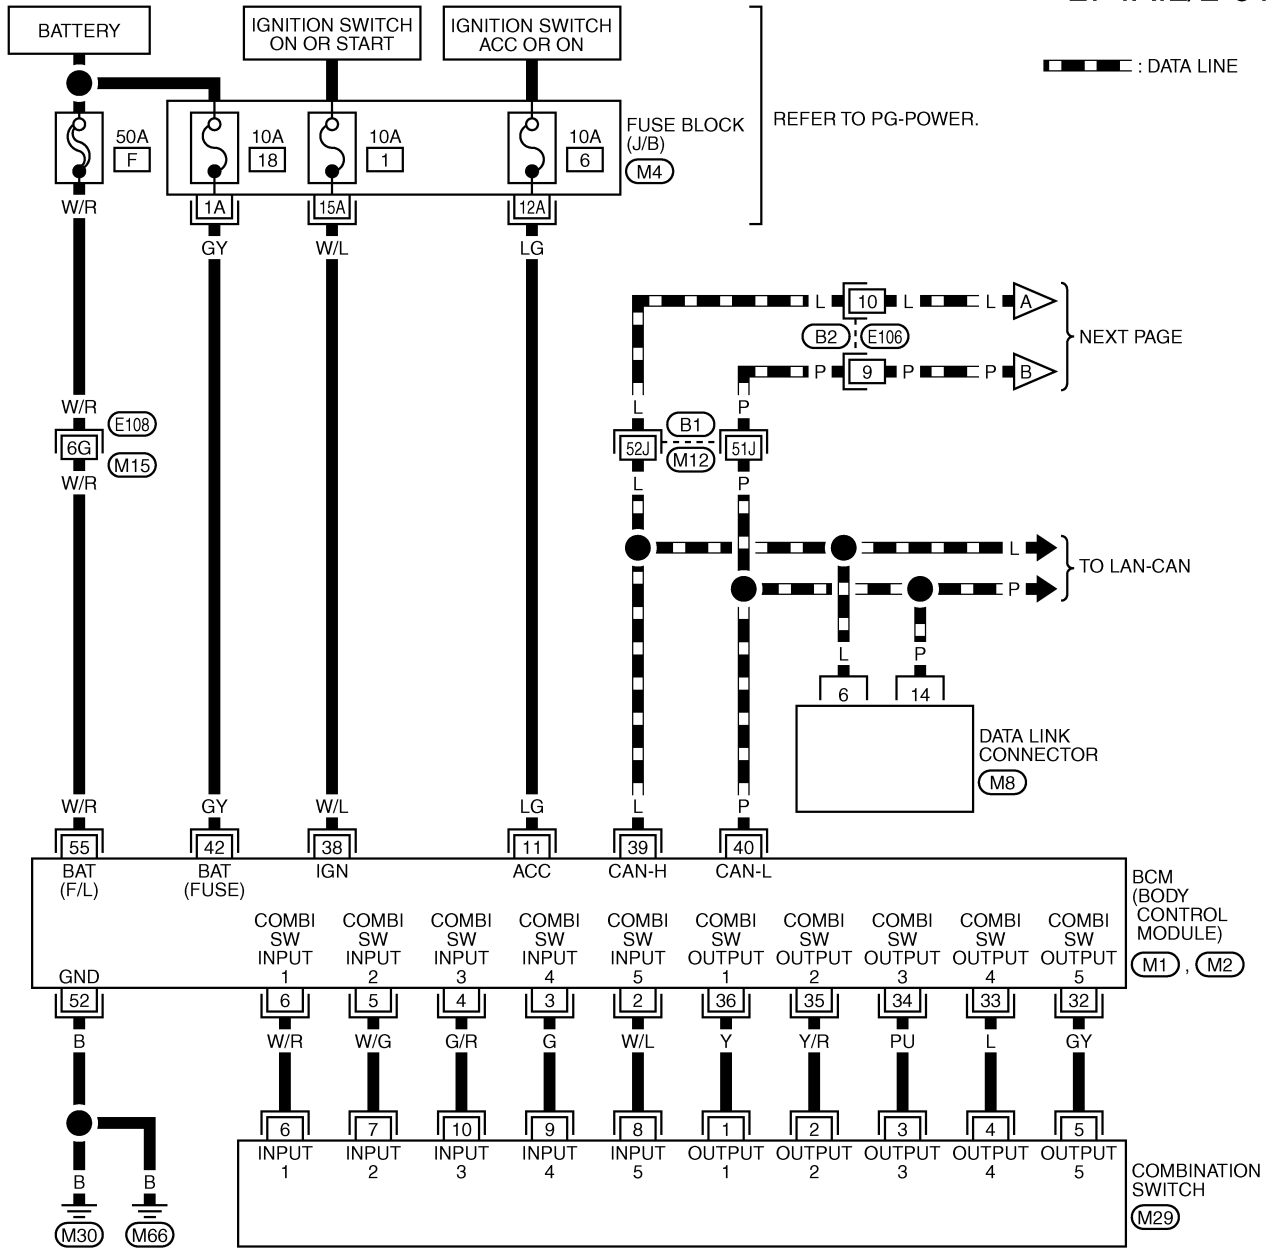 BATTERY
IGNITION SWITCH
ON OR START
IGNITION SWITCH
ACC OR ON
: DATA LINE
50A
F
10A
18
10A
1
10A
6
FUSE BLOCK
(J/B)
M4
REFER TO PG-POWER.
W/R
1A
15A
12A
GY
W/L
LG
L
10
L
L
A
B2
E106
NEXT PAGE
P
9
P
P
B
W/R
E108
6G
M15
W/R
L
P
B1
52J
51J
M12
L
P
L
TO LAN-CAN
P
L
P
6
14
DATA LINK
CONNECTOR
M8
W/R
GY
W/L
LG
L
P
55
42
38
11
39
40
BAT
(F/L)
BAT
(FUSE)
IGN
ACC
CAN-H
CAN-L
BCM
(BODY
CONTROL
MODULE)
M1 , M2
COMBI
SW
INPUT
1
COMBI
SW
INPUT
2
COMBI
SW
INPUT
3
COMBI
SW
INPUT
4
COMBI
SW
INPUT
5
COMBI
SW
OUTPUT
1
COMBI
SW
OUTPUT
2
COMBI
SW
OUTPUT
3
COMBI
SW
OUTPUT
4
COMBI
SW
OUTPUT
5
GND
52
6
5
4
3
2
36
35
34
33
32
B
W/R
W/G
G/R
G
W/L
Y
Y/R
PU
L
GY
6
7
10
9
8
1
2
3
4
5
INPUT
1
INPUT
2
INPUT
3
INPUT
4
INPUT
5
OUTPUT
1
OUTPUT
2
OUTPUT
3
OUTPUT
4
OUTPUT
5
COMBINATION
SWITCH
M29
B
B
M30
M66